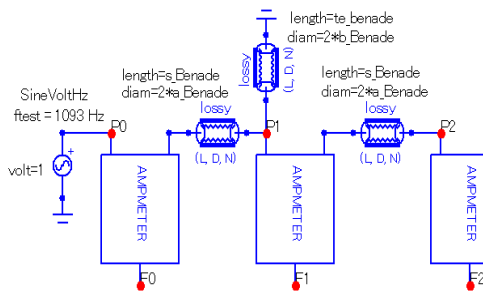 length=te_benade
diam=2*b_Benade
lossy
(L, D, N)
length=s_Benade
diam=2*a_Benade
lossy
(L, D, N)
length=s_Benade
diam=2*a_Benade
lossy
(L, D, N)
SineVoltHz
ftest = 1093 Hz
volt=1
+
P0
P1
P2
AMPMETER
AMPMETER
AMPMETER
F0
F1
F2